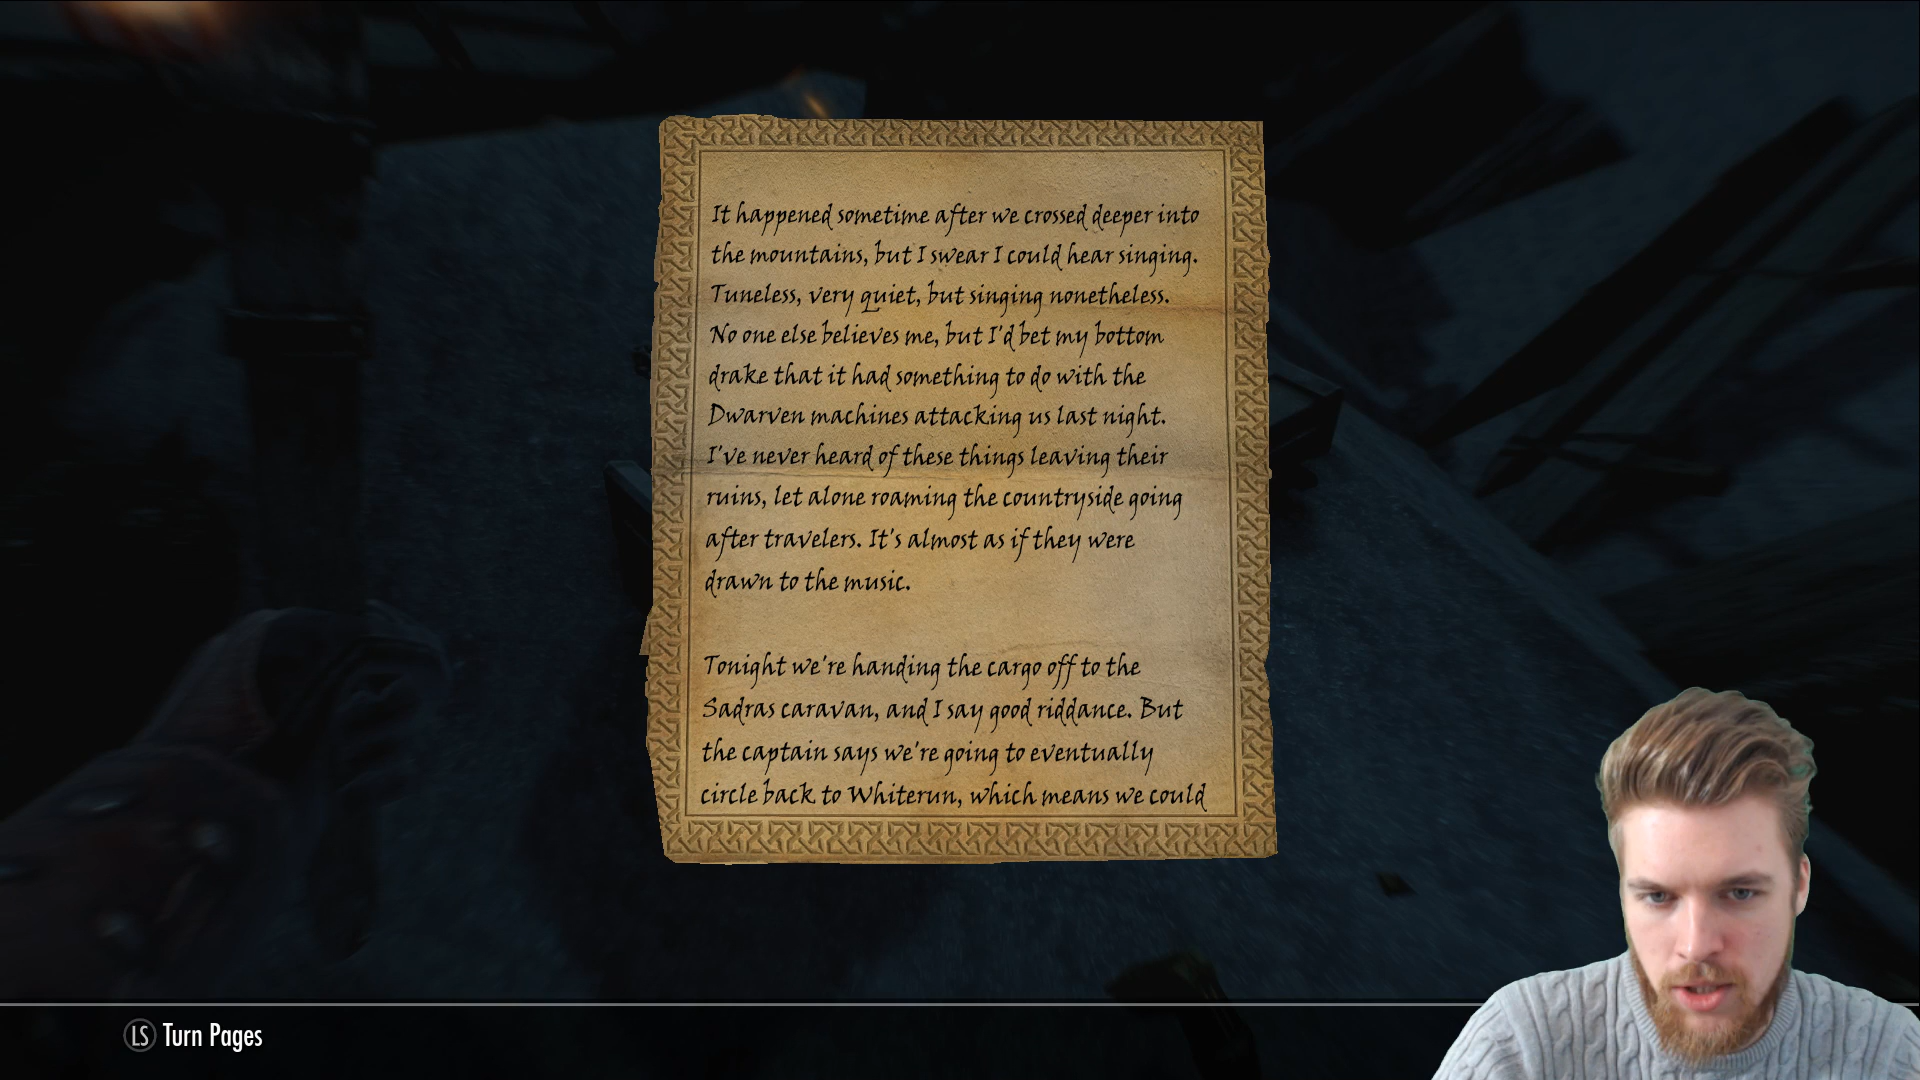 It happened sometime after we crossed deeper into
the mountains, but I swear I could hear singing.
Tuneless, very quiet, but singing nonetheless.
No one else believes me, but I'd bet my bottom
drake that it had something to do with the
Dwarven machines attacking us last night.
I've never heard of these things leaving their
ruins, let alone roaming the countryside going
after travelers. It's almost as if they were
drawn to the music.
Tonight we're handing the cargo off to the
Sadras caravan, and I say good riddance. But
the captain says we're going to eventually
circle back to Whiterun, which means we could
LS Turn Pages